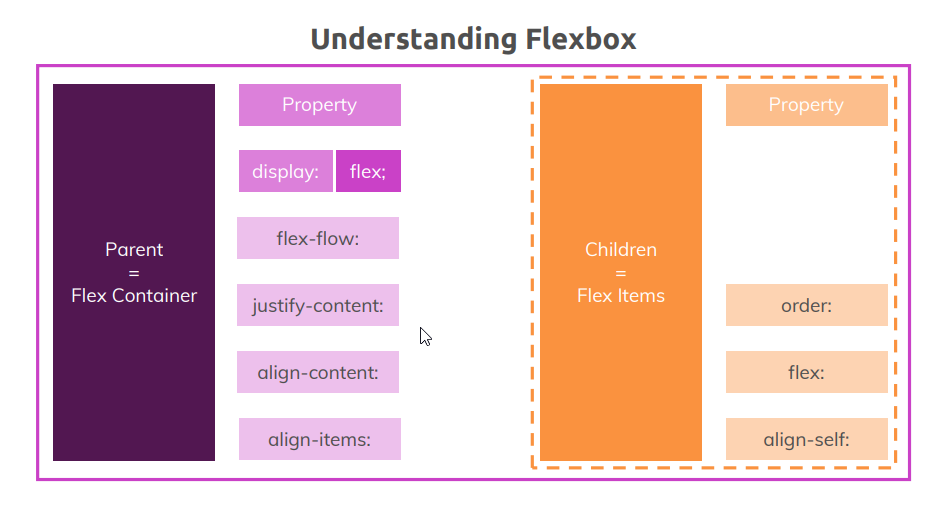 Understanding Flexbox
Parent
=
Flex Container
Property
display: flex;
flex-flow:
justify-content:
align-content:
align-items:
Children
=
Flex Items
Property
order:
flex:
align-self: